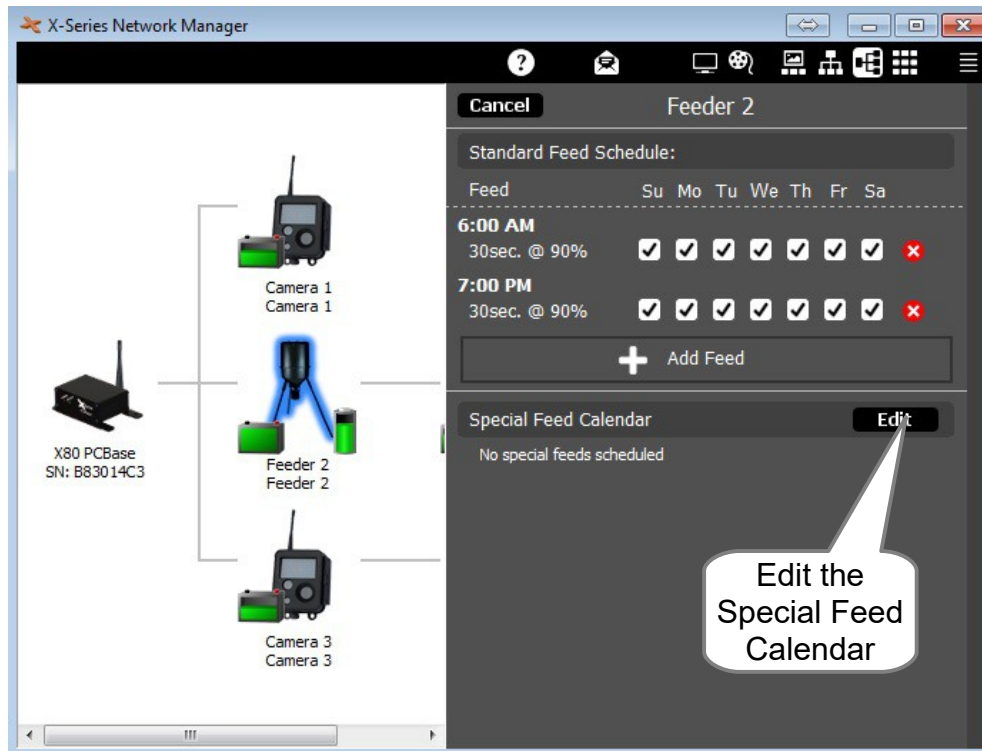 X-Series Network Manager
Cancel
Feeder 2
Standard Feed Schedule:
Feed Su Mo Tu We Th Fr Sa
6:00 AM
30sec. @ 90%
7:00 PM
30sec. @ 90%
Add Feed
Special Feed Calendar
Edit
No special feeds scheduled
Edit the
Special Feed
Calendar
Camera 1
Camera 1
X80 PCBase
SN: B83014C3
Feeder 2
Feeder 2
Camera 3
Camera 3